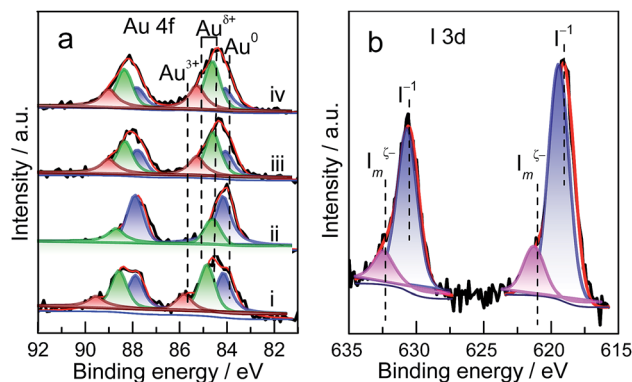 a
Au 4f
Au^δ+
Au^0
Au^3+
iv
iii
ii
i
Intensity / a.u.
92 90 88 86 84 82
Binding energy / eV
b
I 3d
I^-1
I^-1
I_m^ζ-
I_m^ζ-
Intensity / a.u.
635 630 625 620 615
Binding energy / eV